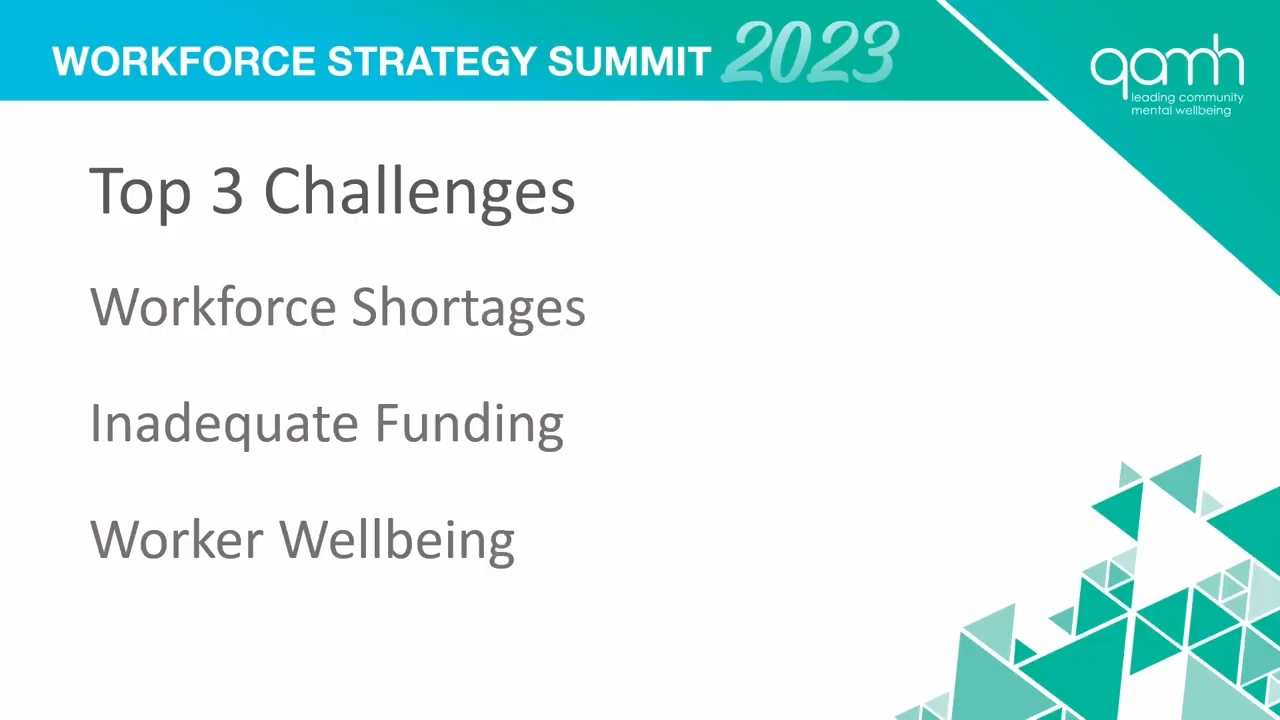 WORKFORCE STRATEGY SUMMIT 2023
qamh
leading community
mental wellbeing
Top 3 Challenges
Workforce Shortages
Inadequate Funding
Worker Wellbeing